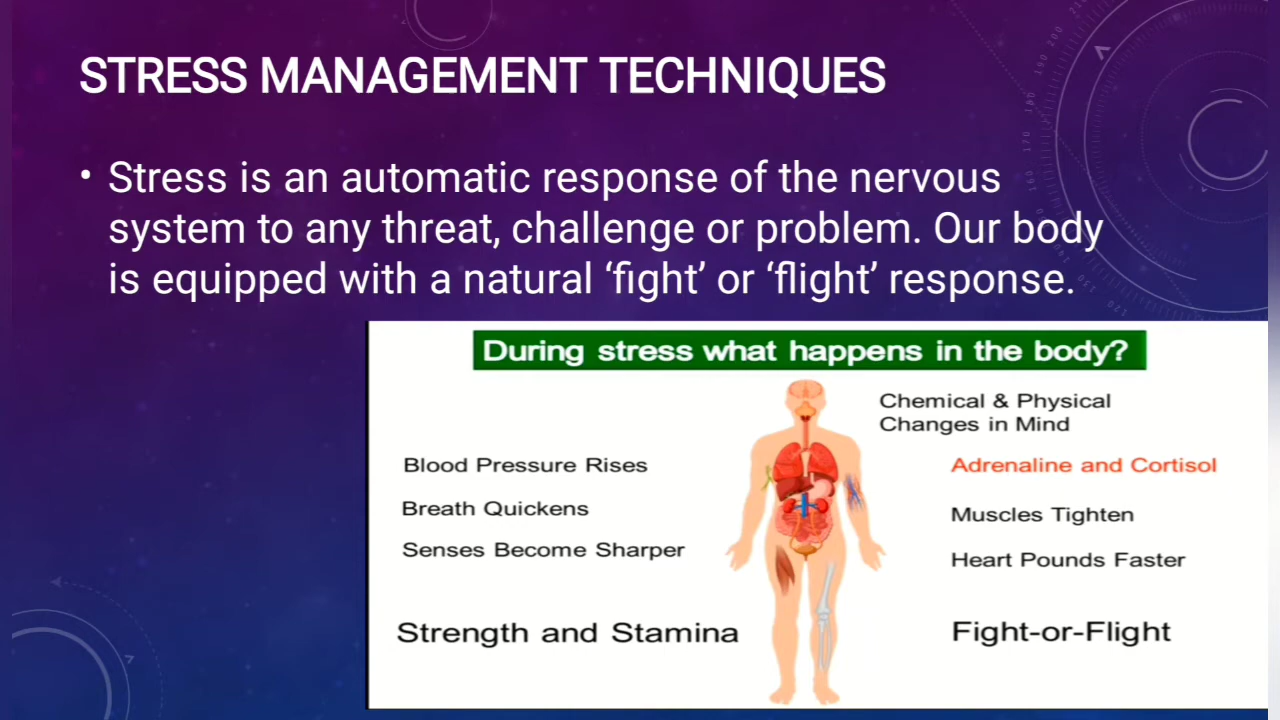 STRESS MANAGEMENT TECHNIQUES
• Stress is an automatic response of the nervous
system to any threat, challenge or problem. Our body
is equipped with a natural ‘fight’ or ‘flight’ response.
During stress what happens in the body?
Chemical & Physical
Changes in Mind
Blood Pressure Rises
Adrenaline and Cortisol
Breath Quickens
Muscles Tighten
Senses Become Sharper
Heart Pounds Faster
Strength and Stamina
Fight-or-Flight